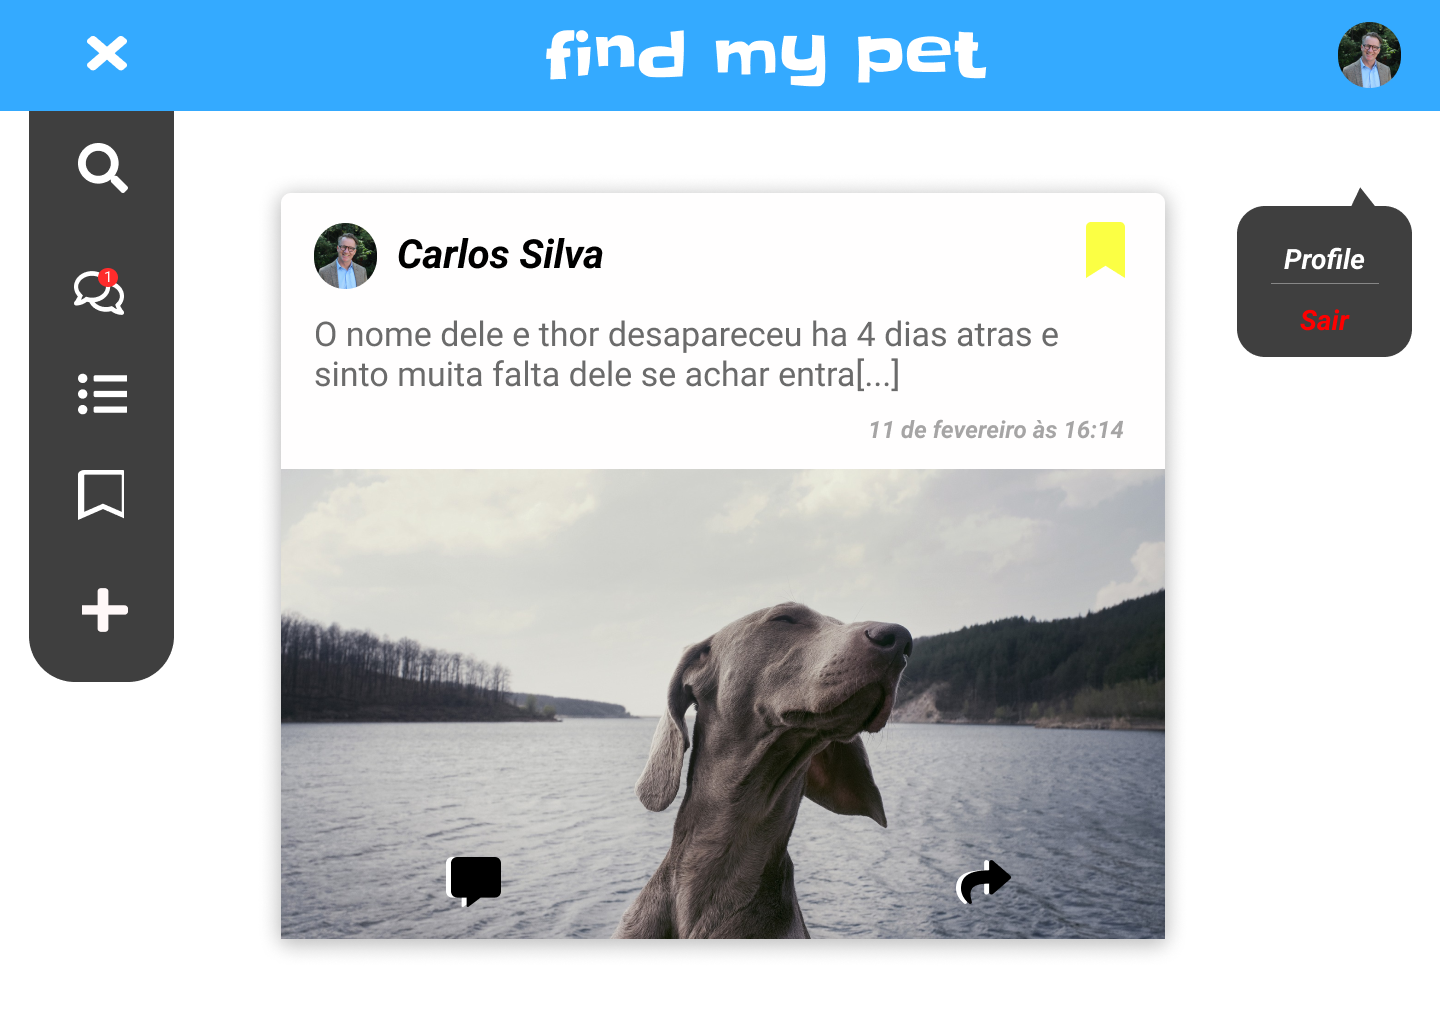 find my pet
1
Carlos Silva
O nome dele e thor desapareceu ha 4 dias atras e
sinto muita falta dele se achar entra[...]
11 de fevereiro às 16:14
Profile
Sair